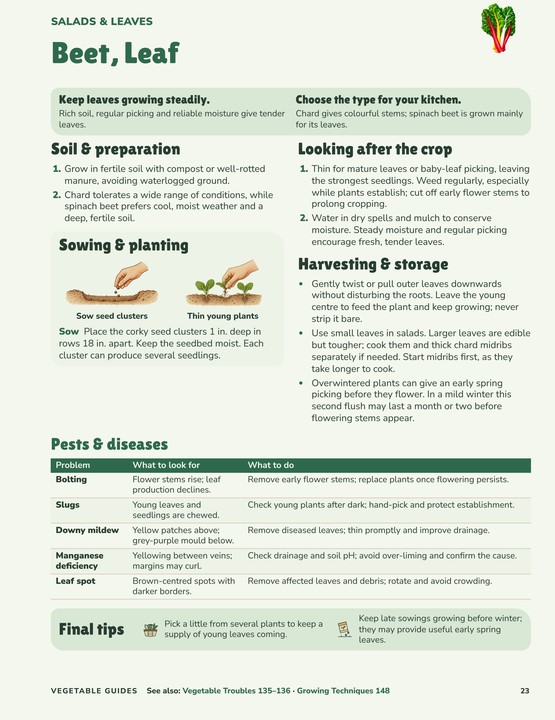 SALADS & LEAVES
Beet, Leaf
Keep leaves growing steadily.
Rich soil, regular picking and reliable moisture give tender
leaves.
Choose the type for your kitchen.
Chard gives colourful stems; spinach beet is grown mainly
for its leaves.
Soil & preparation
1. Grow in fertile soil with compost or well-rotted
manure, avoiding waterlogged ground.
2. Chard tolerates a wide range of conditions, while
spinach beet prefers cool, moist weather and a
deep, fertile soil.
Sowing & planting
Sow seed clusters
Thin young plants
Sow Place the corky seed clusters 1 in. deep in
rows 18 in. apart. Keep the seedbed moist. Each
cluster can produce several seedlings.
Looking after the crop
1. Thin for mature leaves or baby-leaf picking, leaving
the strongest seedlings. Weed regularly, especially
while plants establish; cut off early flower stems to
prolong cropping.
2. Water in dry spells and mulch to conserve
moisture. Steady moisture and regular picking
encourage fresh, tender leaves.
Harvesting & storage
• Gently twist or pull outer leaves downwards
without disturbing the roots. Leave the young
centre to feed the plant and keep growing; never
strip it bare.
• Use small leaves in salads. Larger leaves are edible
but tougher; cook them and thick chard midribs
separately if needed. Start midribs first, as they
take longer to cook.
• Overwintered plants can give an early spring
picking before they flower. In a mild winter this
second flush may last a month or two before
flowering stems appear.
Pests & diseases
Problem What to look for What to do
Bolting Flower stems rise; leaf Remove early flower stems; replace plants once flowering persists.
production declines.
Slugs Young leaves and Check young plants after dark; hand-pick and protect establishment.
seedlings are chewed.
Downy mildew Yellow patches above; Remove diseased leaves; thin promptly and improve drainage.
grey-purple mould below.
Manganese Yellowing between veins; Check drainage and soil pH; avoid over-liming and confirm the cause.
deficiency margins may curl.
Leaf spot Brown-centred spots with Remove affected leaves and debris; rotate and avoid crowding.
darker borders.
Final tips
Pick a little from several plants to keep a
supply of young leaves coming.
Keep late sowings growing before winter;
they may provide useful early spring
leaves.
VEGETABLE GUIDES See also: Vegetable Troubles 135–136 · Growing Techniques 148 23